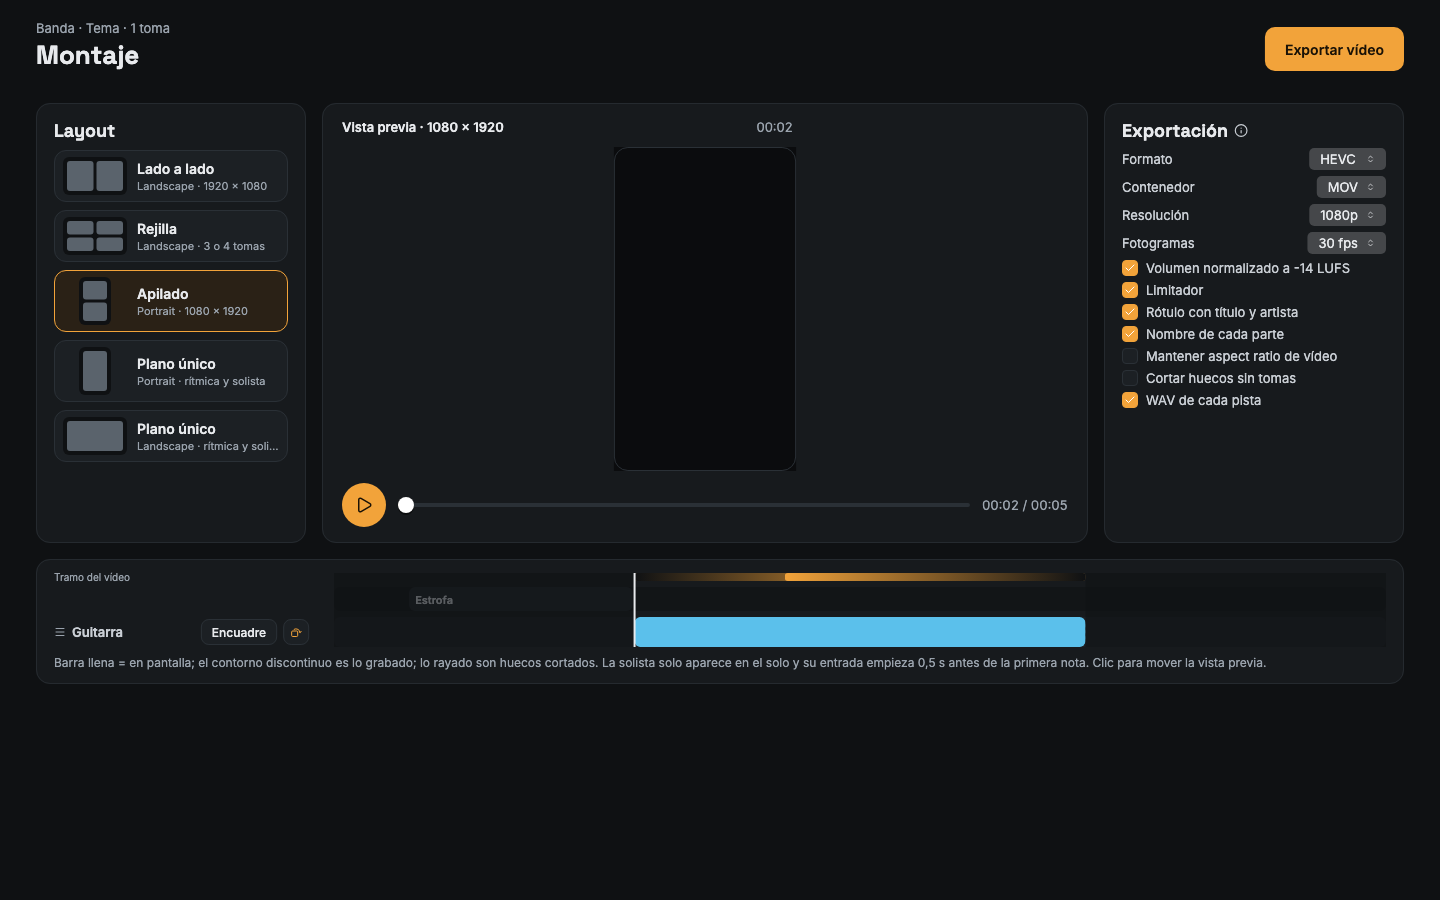 Banda · Tema · 1 toma
Montaje
Exportar vídeo
Layout
Lado a lado
Landscape · 1920 × 1080
Rejilla
Landscape · 3 o 4 tomas
Apilado
Portrait · 1080 × 1920
Plano único
Portrait · rítmica y solista
Plano único
Landscape · rítmica y soli...
Vista previa · 1080 × 1920
00:02
00:02 / 00:05
Exportación
Formato
HEVC
Contenedor
MOV
Resolución
1080p
Fotogramas
30 fps
Volumen normalizado a -14 LUFS
Limitador
Rótulo con título y artista
Nombre de cada parte
Mantener aspect ratio de vídeo
Cortar huecos sin tomas
WAV de cada pista
Tramo del vídeo
Estrofa
Guitarra
Encuadre
Barra llena = en pantalla; el contorno discontinuo es lo grabado; lo rayado son huecos cortados. La solista solo aparece en el solo y su entrada empieza 0,5 s antes de la primera nota. Clic para mover la vista previa.